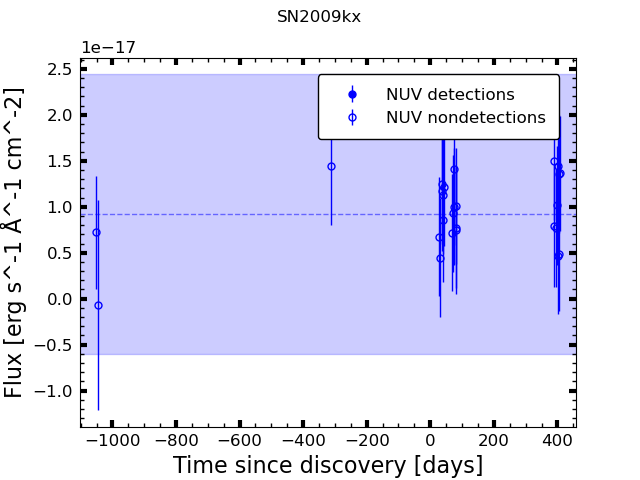 SN2009kx
1e−17
Flux [erg s^-1 Å^-1 cm^-2]
2.5
2.0
1.5
1.0
0.5
0.0
−0.5
−1.0
NUV detections
NUV nondetections
−1000 −800 −600 −400 −200 0 200 400
Time since discovery [days]